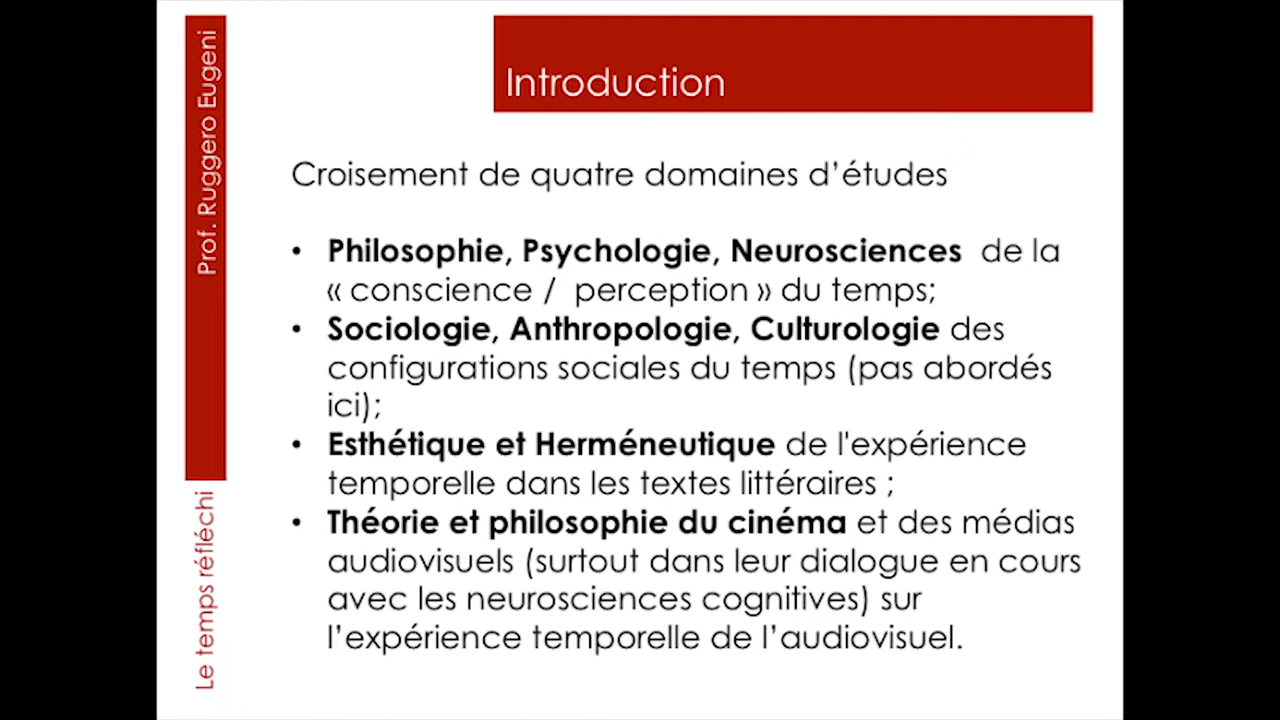 Prof. Ruggero Eugeni
Le temps réfléchi
Introduction
Croisement de quatre domaines d’études
• Philosophie, Psychologie, Neurosciences de la
« conscience / perception » du temps;
• Sociologie, Anthropologie, Culturologie des
configurations sociales du temps (pas abordés
ici);
• Esthétique et Herméneutique de l'expérience
temporelle dans les textes littéraires ;
• Théorie et philosophie du cinéma et des médias
audiovisuels (surtout dans leur dialogue en cours
avec les neurosciences cognitives) sur
l’expérience temporelle de l’audiovisuel.